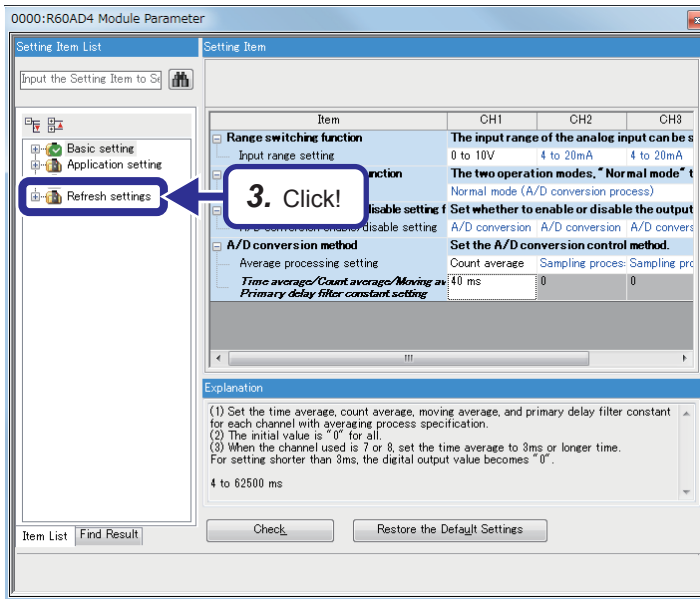 0000:R60AD4 Module Parameter
Setting Item List
Setting Item
Input the Setting Item to Se
Basic setting
Application setting
Refresh settings
3. Click!
Item CH1 CH2 CH3
Range switching function The input range of the analog input can be s
Input range setting 0 to 10V 4 to 20mA 4 to 20mA
nction The two operation modes, "Normal mode" t
Normal mode (A/D conversion process)
disable setting f Set whether to enable or disable the output
A/D conversion enable/disable setting A/D conversion A/D conversion A/D convers
A/D conversion method Set the A/D conversion control method.
Average processing setting Count average Sampling proces: Sampling pro
Time average/Count average/Moving av 40 ms 0 0
Primary delay filter constant setting
Explanation
(1) Set the time average, count average, moving average, and primary delay filter constant
for each channel with averaging process specification.
(2) The initial value is "0" for all.
(3) When the channel used is 7 or 8, set the time average to 3ms or longer time.
For setting shorter than 3ms, the digital output value becomes "0".
4 to 62500 ms
Check
Restore the Default Settings
Item List Find Result